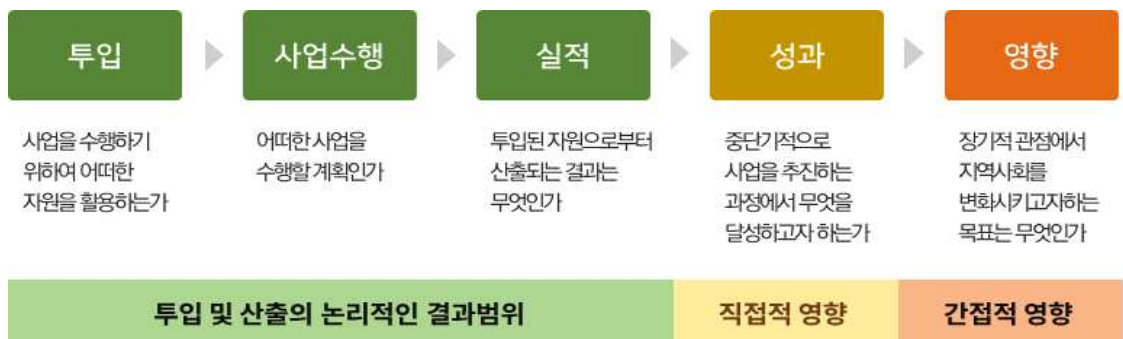 투입
사업수행
실적
성과
영향
사업을 수행하기
위하여 어떠한
자원을 활용하는가
어떠한 사업을
수행할 계획인가
투입된 자원으로부터
산출되는 결과는
무엇인가
중단기적으로
사업을 추진하는
과정에서 무엇을
달성하고자 하는가
장기적 관점에서
지역사회를
변화시키고자하는
목표는 무엇인가
투입 및 산출의 논리적인 결과범위
직접적 영향
간접적 영향